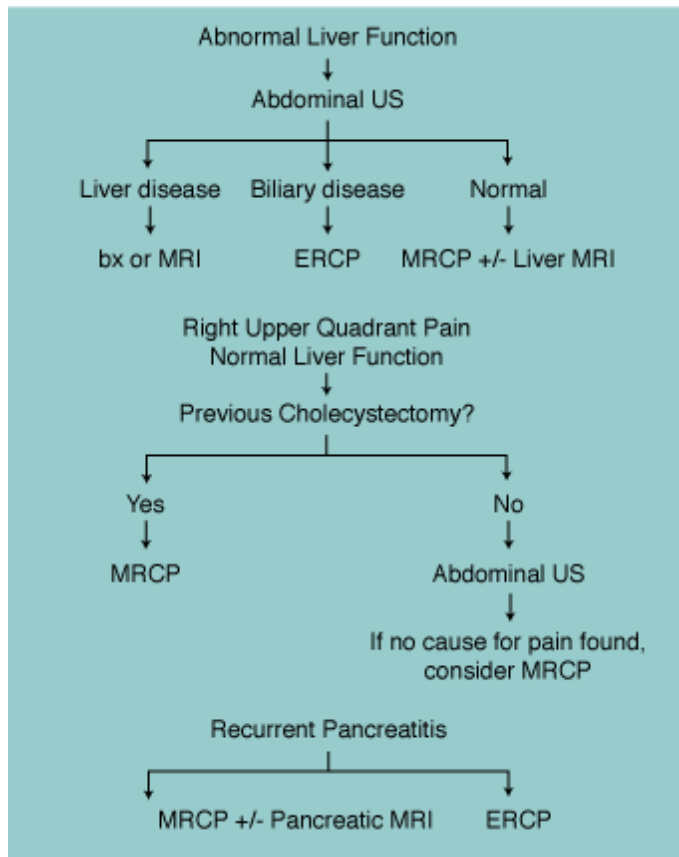 Abnormal Liver Function
Abdominal US
Liver disease Biliary disease Normal
bx or MRI ERCP MRCP +/- Liver MRI
Right Upper Quadrant Pain
Normal Liver Function
Previous Cholecystectomy?
Yes No
MRCP Abdominal US
If no cause for pain found,
consider MRCP
Recurrent Pancreatitis
MRCP +/- Pancreatic MRI ERCP